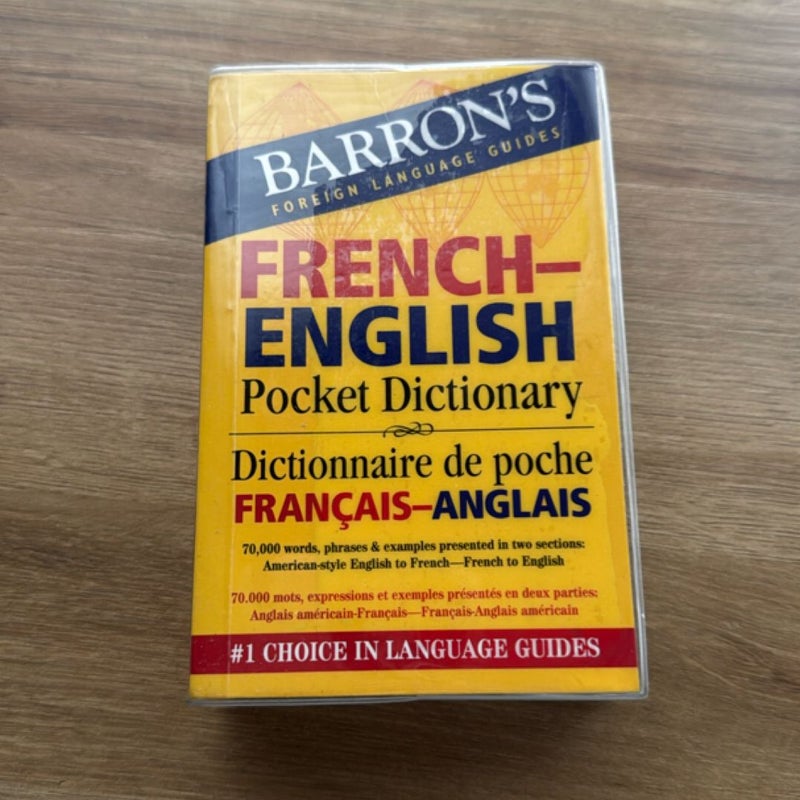 BARRON'S
FOREIGN LANGUAGE GUIDES
FRENCH–
ENGLISH
Pocket Dictionary
Dictionnaire de poche
FRANÇAIS–ANGLAIS
70,000 words, phrases & examples presented in two sections:
American-style English to French—French to English
70.000 mots, expressions et exemples présentés en deux parties:
Anglais américain-Français—Français-Anglais américain
#1 CHOICE IN LANGUAGE GUIDES